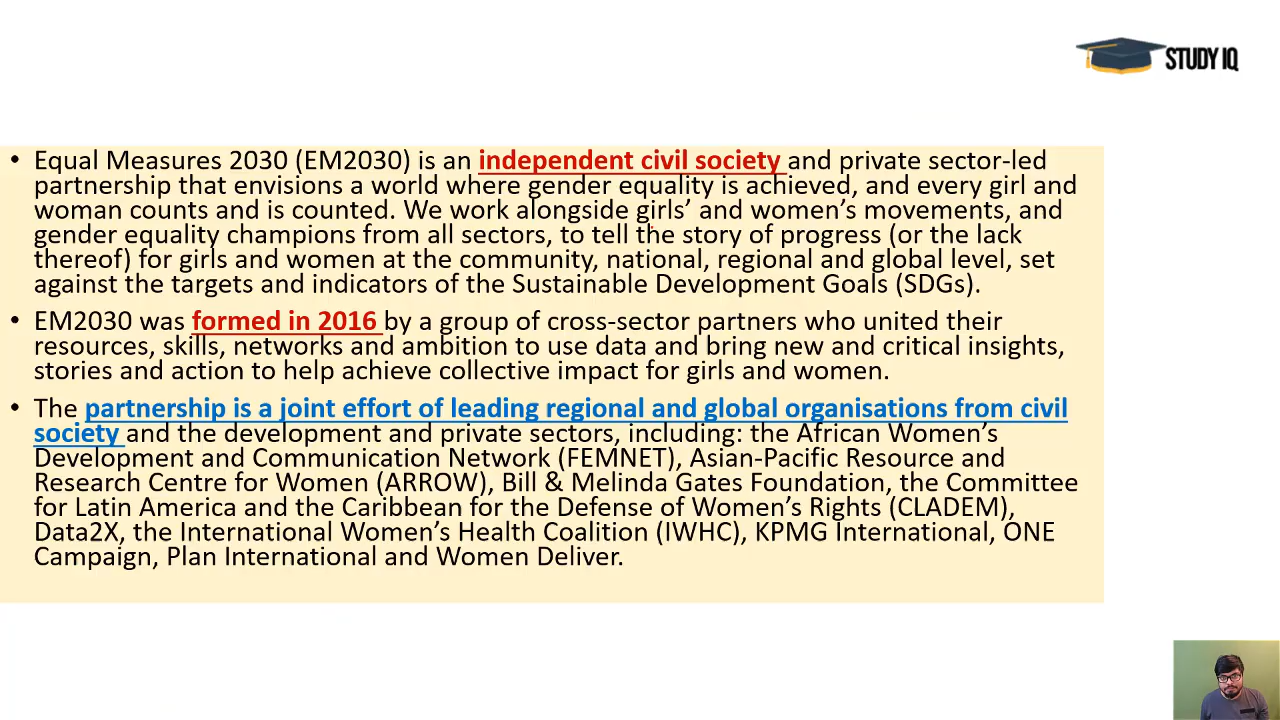 STUDY IQ
• Equal Measures 2030 (EM2030) is an independent civil society and private sector-led
partnership that envisions a world where gender equality is achieved, and every girl and
woman counts and is counted. We work alongside girls’ and women’s movements, and
gender equality champions from all sectors, to tell the story of progress (or the lack
thereof) for girls and women at the community, national, regional and global level, set
against the targets and indicators of the Sustainable Development Goals (SDGs).
• EM2030 was formed in 2016 by a group of cross-sector partners who united their
resources, skills, networks and ambition to use data and bring new and critical insights,
stories and action to help achieve collective impact for girls and women.
• The partnership is a joint effort of leading regional and global organisations from civil
society and the development and private sectors, including: the African Women’s
Development and Communication Network (FEMNET), Asian-Pacific Resource and
Research Centre for Women (ARROW), Bill & Melinda Gates Foundation, the Committee
for Latin America and the Caribbean for the Defense of Women’s Rights (CLADEM),
Data2X, the International Women’s Health Coalition (IWHC), KPMG International, ONE
Campaign, Plan International and Women Deliver.